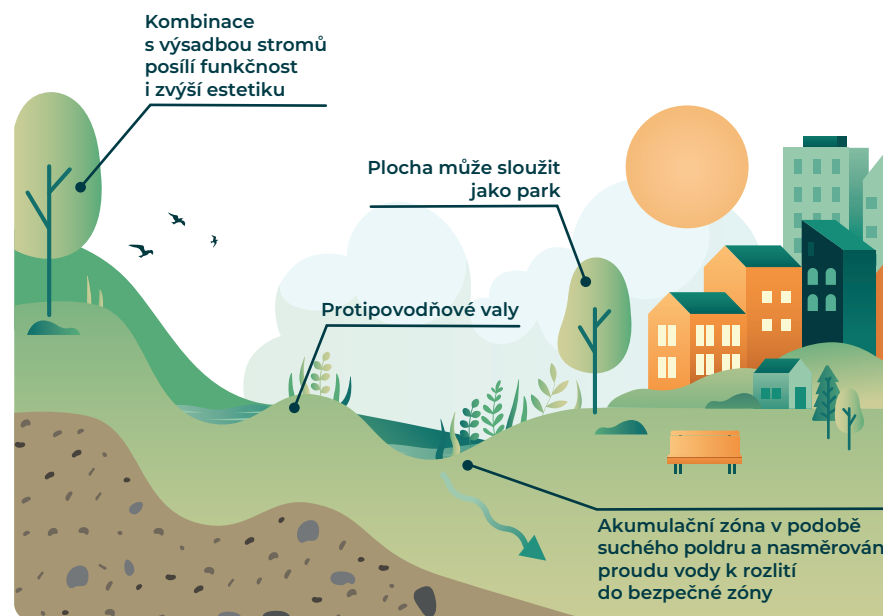 Kombinace
s výsadbou stromů
posílí funkčnost
i zvýší estetiku
Plocha může sloužit
jako park
Protipovodňové valy
Akumulační zóna v podobě
suchého poldru a nasměrován
proudu vody k rozlití
do bezpečné zóny